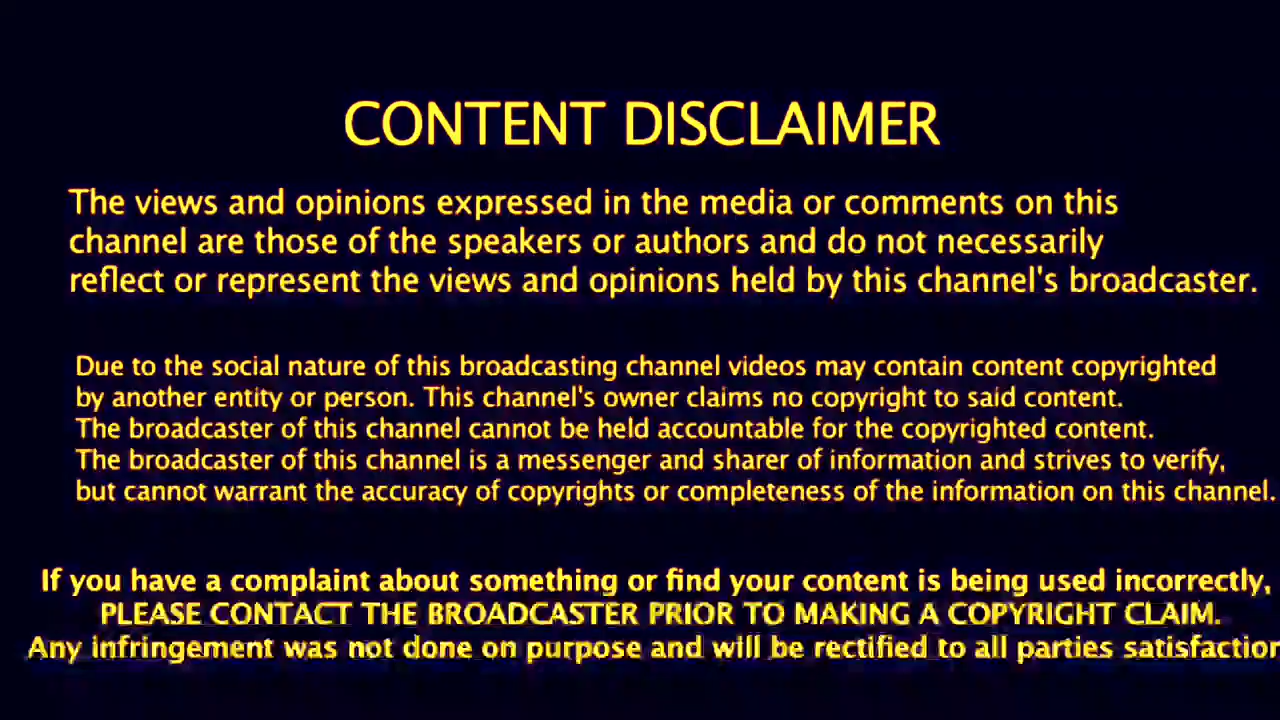 CONTENT DISCLAIMER
The views and opinions expressed in the media or comments on this
channel are those of the speakers or authors and do not necessarily
reflect or represent the views and opinions held by this channel's broadcaster.
Due to the social nature of this broadcasting channel videos may contain content copyrighted
by another entity or person. This channel's owner claims no copyright to said content.
The broadcaster of this channel cannot be held accountable for the copyrighted content.
The broadcaster of this channel is a messenger and sharer of information and strives to verify,
but cannot warrant the accuracy of copyrights or completeness of the information on this channel.
If you have a complaint about something or find your content is being used incorrectly,
PLEASE CONTACT THE BROADCASTER PRIOR TO MAKING A COPYRIGHT CLAIM.
Any infringement was not done on purpose and will be rectified to all parties satisfaction